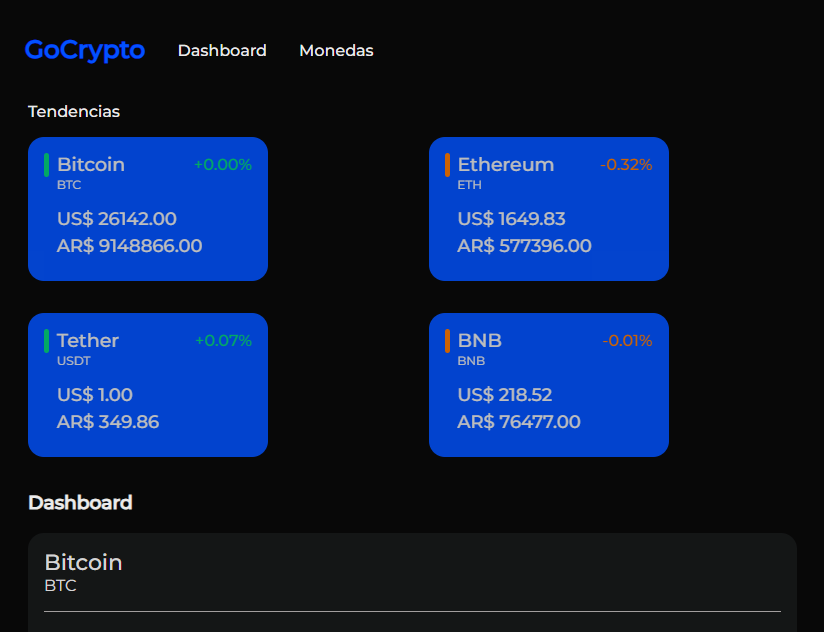 GoCrypto Dashboard Monedas
Tendencias
Bitcoin +0.00%
BTC
US$ 26142.00
AR$ 9148866.00
Ethereum -0.32%
ETH
US$ 1649.83
AR$ 577396.00
Tether +0.07%
USDT
US$ 1.00
AR$ 349.86
BNB -0.01%
BNB
US$ 218.52
AR$ 76477.00
Dashboard
Bitcoin
BTC